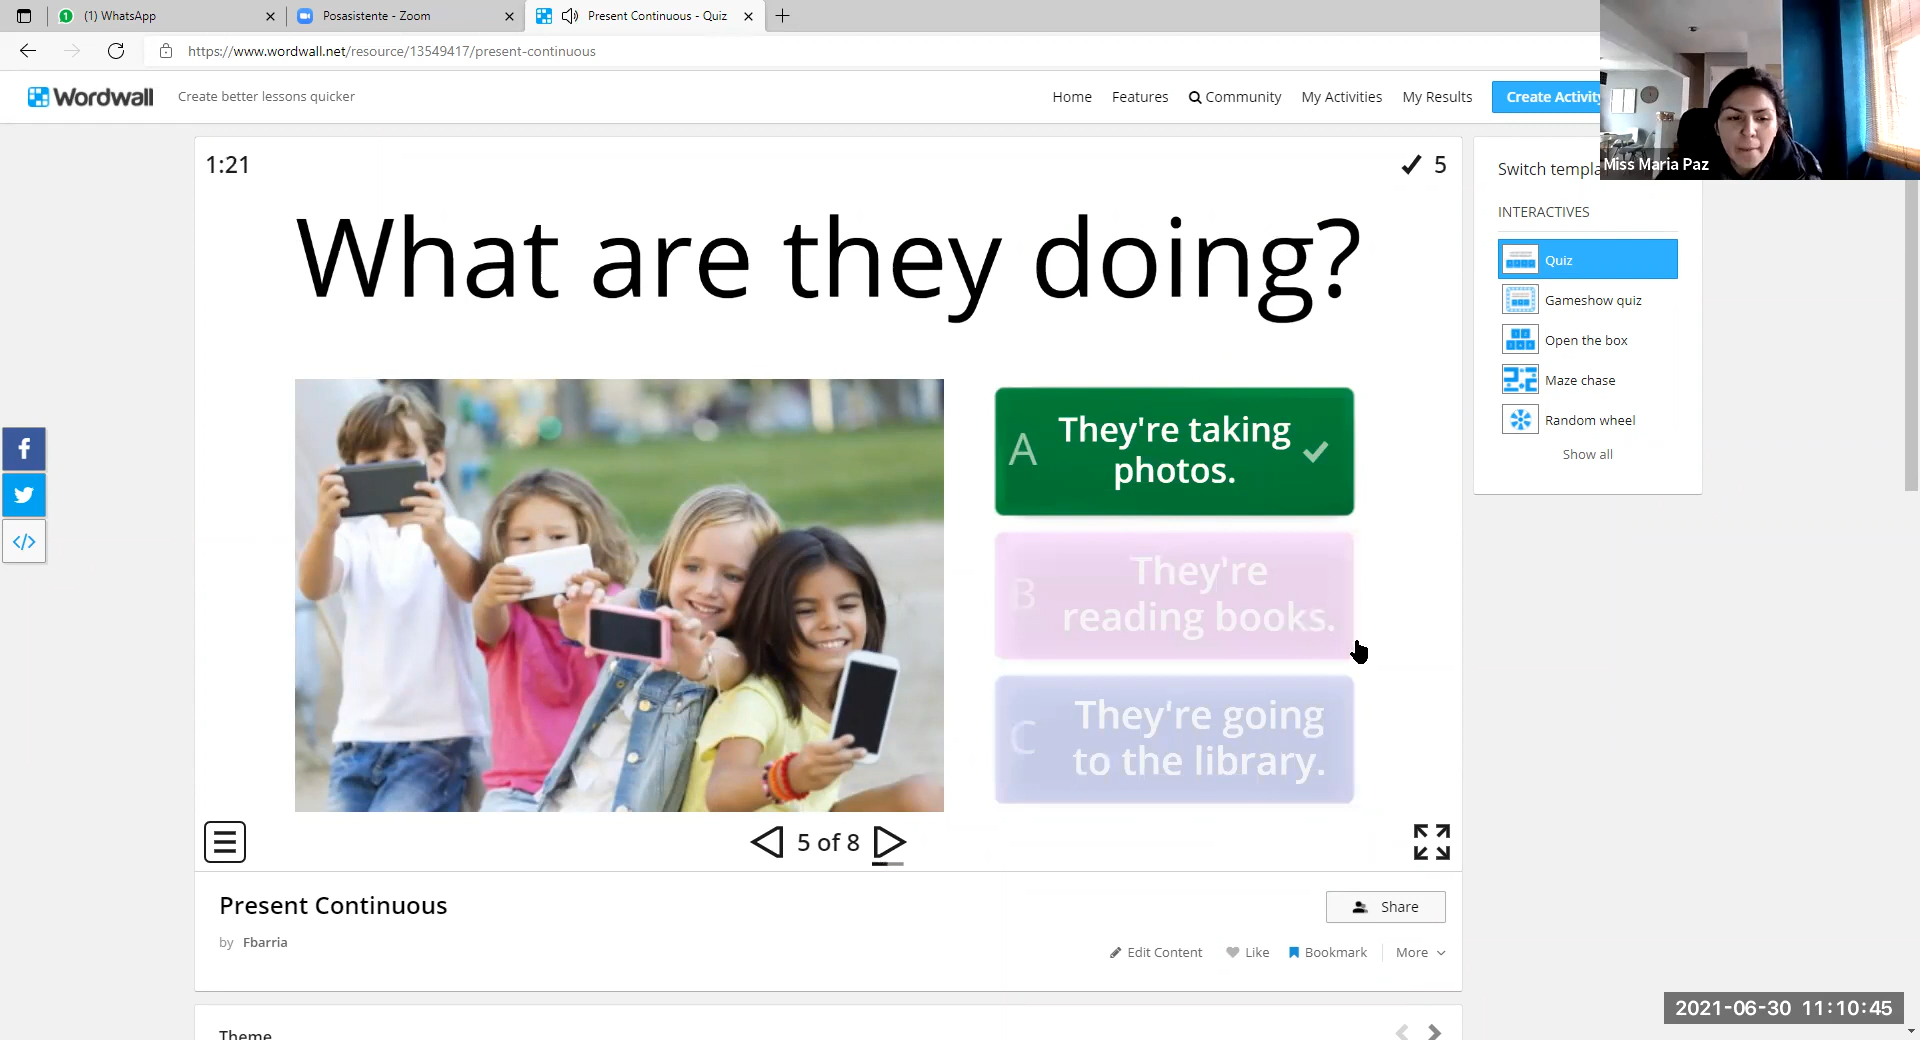 (1) WhatsApp
Posasistente - Zoom
Present Continuous - Quiz
https://www.wordwall.net/resource/13549417/present-continuous
Wordwall
Create better lessons quicker
Home
Features
Community
My Activities
My Results
Create Activity
Miss Maria Paz
1:21
5
What are they doing?
A
They're taking
photos.
B
They're
reading books.
C
They're going
to the library.
5 of 8
Switch templa
INTERACTIVES
Quiz
Gameshow quiz
Open the box
Maze chase
Random wheel
Show all
Present Continuous
by Fbarria
Share
Edit Content
Like
Bookmark
More
Theme
2021-06-30 11:10:45